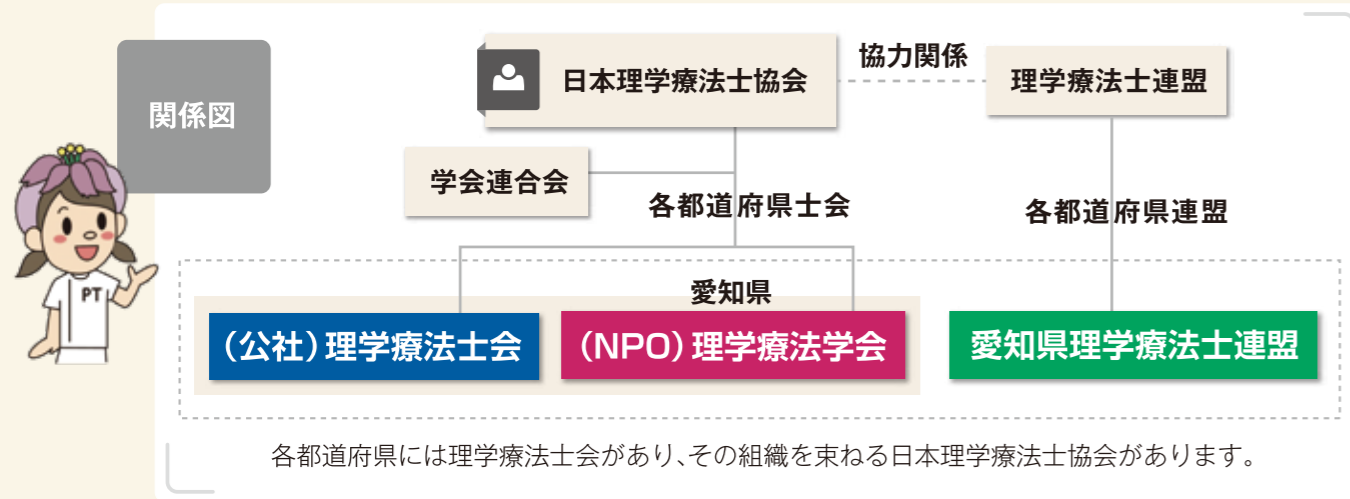 関係図
日本理学療法士協会
協力関係
理学療法士連盟
学会連合会
各都道府県士会
各都道府県連盟
愛知県
（公社）理学療法士会
（NPO）理学療法学会
愛知県理学療法士連盟
PT
各都道府県には理学療法士会があり、その組織を束ねる日本理学療法士協会があります。